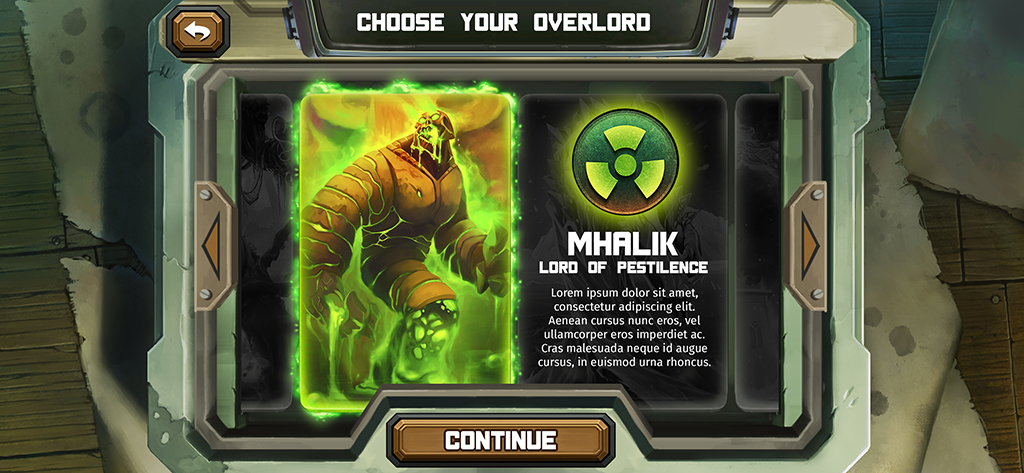 CHOOSE YOUR OVERLORD
MHALIK
LORD OF PESTILENCE
Lorem ipsum dolor sit amet,
consectetur adipiscing elit.
Aenean cursus nunc eros, vel
ullamcorper eros imperdiet ac.
Cras malesuada neque id augue
cursus, in euismod urna rhoncus.
CONTINUE